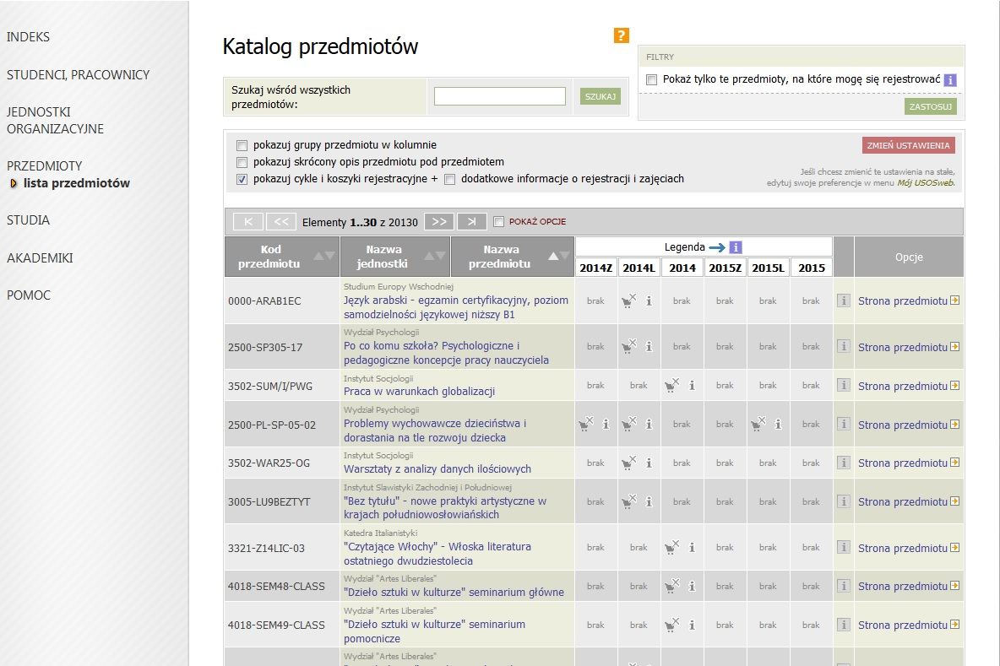 INDEKS
STUDENCI, PRACOWNICY
JEDNOSTKI
ORGANIZACYJNE
PRZEDMIOTY
lista przedmiotów
STUDIA
AKADEMIKI
POMOC
Katalog przedmiotów
?
Szukaj wśród wszystkich
przedmiotów:
SZUKAJ
FILTRY
Pokaż tylko te przedmioty, na które mogę się rejestrować i
ZASTOSUJ
pokazuj grupy przedmiotu w kolumnie
pokazuj skrócony opis przedmiotu pod przedmiotem
pokazuj cykle i koszyki rejestracyjne + dodatkowe informacje o rejestracji i zajęciach
ZMIEŃ USTAWIENIA
Jeśli chcesz zmienić te ustawienia na stałe,
edytuj swoje preferencje w menu Mój USOSweb.
Elementy 1..30 z 20130 POKAŻ OPCJE
Kod
przedmiotu
Nazwa
jednostki
Nazwa
przedmiotu
Legenda i
2014Z 2014L 2014 2015Z 2015L 2015
Opcje
0000-ARAB1EC
Studium Europy Wschodniej
Język arabski - egzamin certyfikacyjny, poziom
samodzielności językowej niższy B1
brak i brak brak brak brak i Strona przedmiotu
2500-SP305-17
Wydział Psychologii
Po co komu szkoła? Psychologiczne i
pedagogiczne koncepcje pracy nauczyciela
brak i brak brak brak brak i Strona przedmiotu
3502-SUM/I/PWG
Instytut Socjologii
Praca w warunkach globalizacji
brak brak i brak brak brak i Strona przedmiotu
2500-PL-SP-05-02
Wydział Psychologii
Problemy wychowawcze dzieciństwa i
dorastania na tle rozwoju dziecka
i i brak brak i brak i Strona przedmiotu
3502-WAR25-OG
Instytut Socjologii
Warsztaty z analizy danych ilościowych
brak i brak brak brak brak i Strona przedmiotu
3005-LU9BEZTYT
Instytut Slawistyki Zachodniej i Południowej
"Bez tytułu" - nowe praktyki artystyczne w
krajach południowosłowiańskich
brak i brak brak brak brak i Strona przedmiotu
3321-Z14LIC-03
Katedra Italianistyki
"Czytające Włochy" - Włoska literatura
ostatniego dwudziestolecia
brak brak i brak brak brak i Strona przedmiotu
4018-SEM48-CLASS
Wydział "Artes Liberales"
"Dzieło sztuki w kulturze" seminarium główne
brak brak i brak brak brak i Strona przedmiotu
4018-SEM49-CLASS
Wydział "Artes Liberales"
"Dzieło sztuki w kulturze" seminarium
pomocnicze
brak brak i brak brak brak i Strona przedmiotu
Wydział "Artes Liberales"